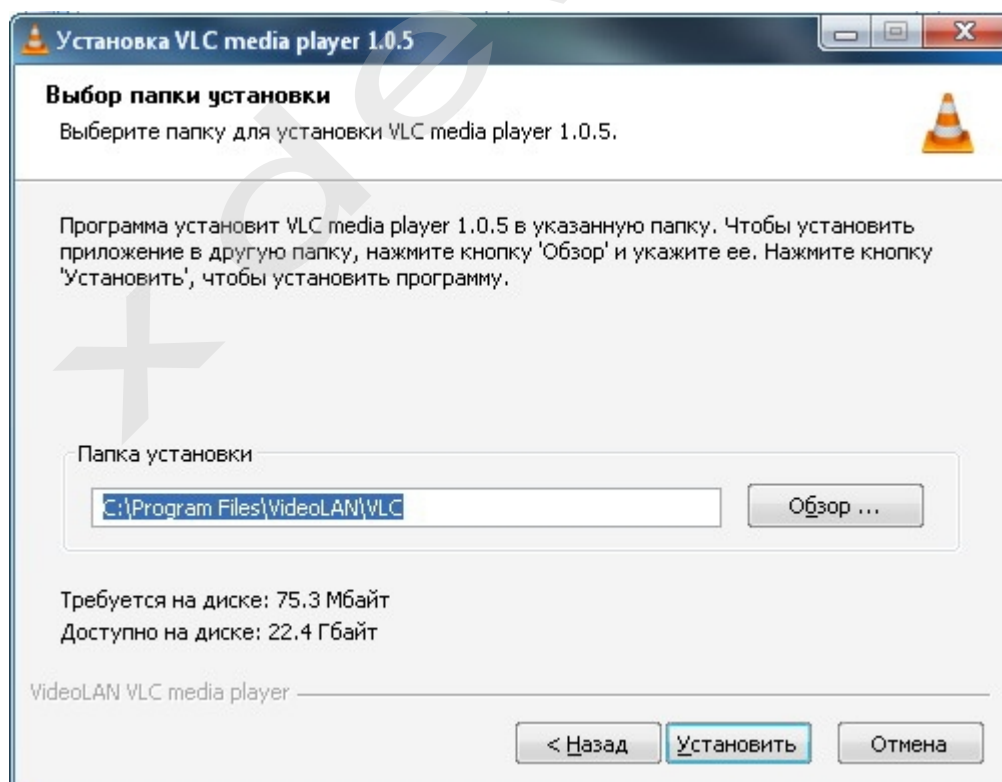 Установка VLC media player 1.0.5
Выбор папки установки
Выберите папку для установки VLC media player 1.0.5.
Программа установит VLC media player 1.0.5 в указанную папку. Чтобы установить
приложение в другую папку, нажмите кнопку 'Обзор' и укажите ее. Нажмите кнопку
'Установить', чтобы установить программу.
Папка установки
C:\Program Files\VideoLAN\VLC
Обзор ...
Требуется на диске: 75.3 Мбайт
Доступно на диске: 22.4 Гбайт
VideoLAN VLC media player
< Назад
Установить
Отмена